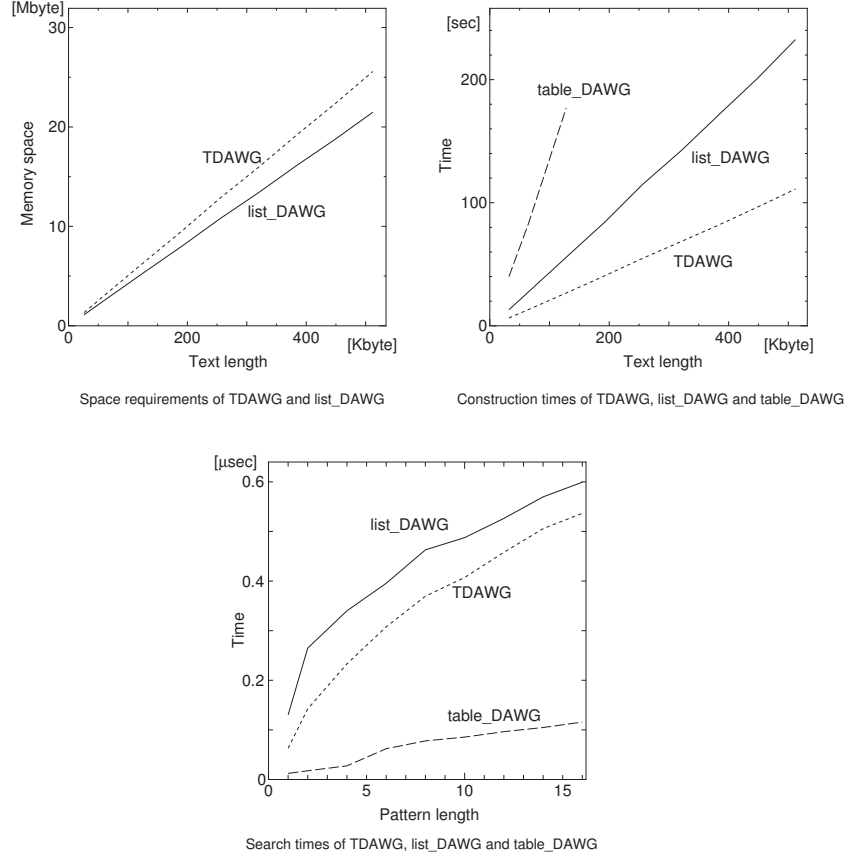 [Mbyte]
30
20
10
0
Memory space
TDAWG
list_DAWG
0
200
400
[Kbyte]
Text length
Space requirements of TDAWG and list_DAWG
[sec]
200
100
0
Time
table_DAWG
list_DAWG
TDAWG
0
200
400
[Kbyte]
Text length
Construction times of TDAWG, list_DAWG and table_DAWG
[μsec]
0.6
0.4
0.2
0
Time
list_DAWG
TDAWG
table_DAWG
0
5
10
15
Pattern length
Search times of TDAWG, list_DAWG and table_DAWG